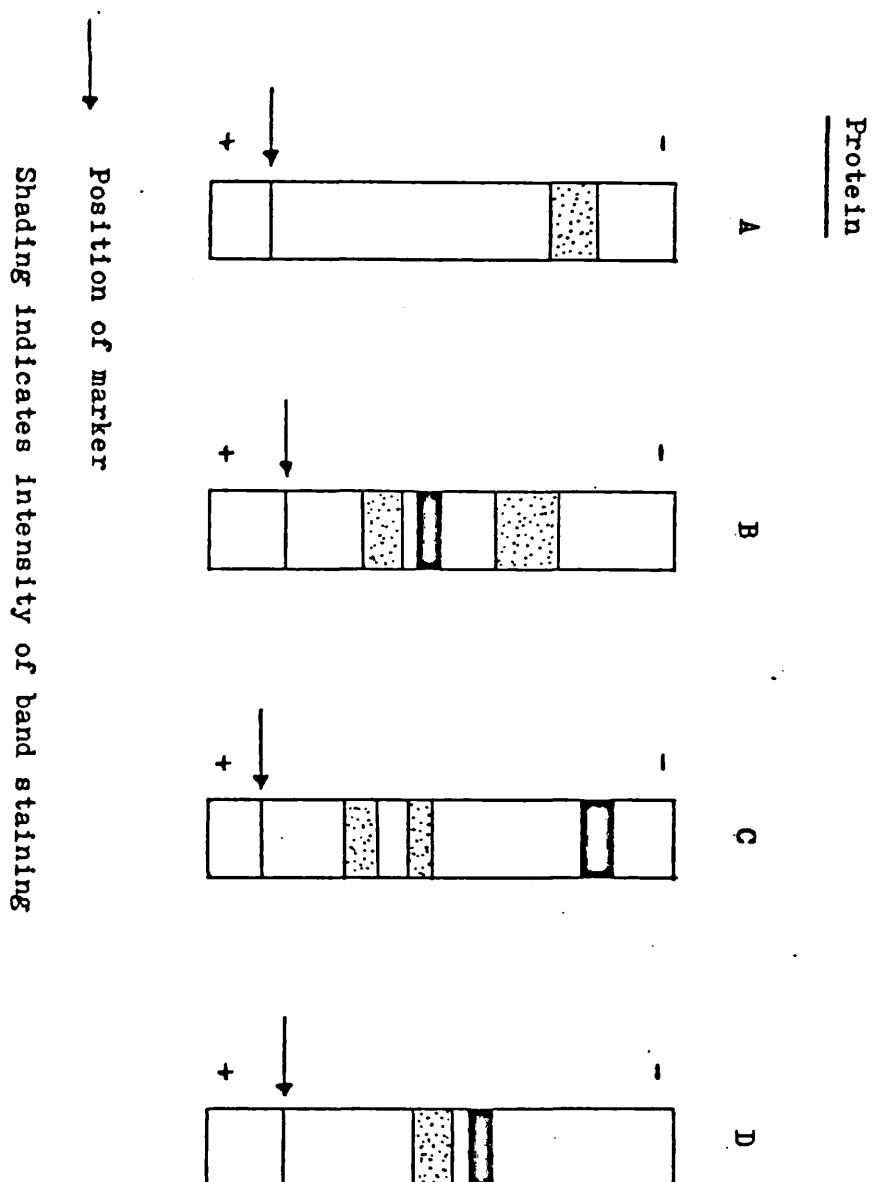 Protein
A B C D
- - - -
+ + + +
Position of marker
Shading indicates intensity of band staining